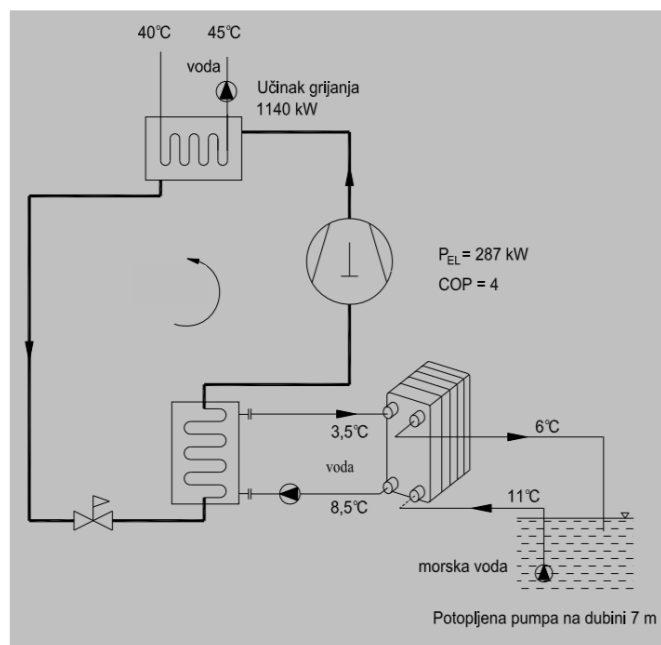 40℃ 45℃
voda
Učinak grijanja
1140 kW
P_EL = 287 kW
COP = 4
3,5℃
6℃
voda
8,5℃
11℃
morska voda
Potopljena pumpa na dubini 7 m